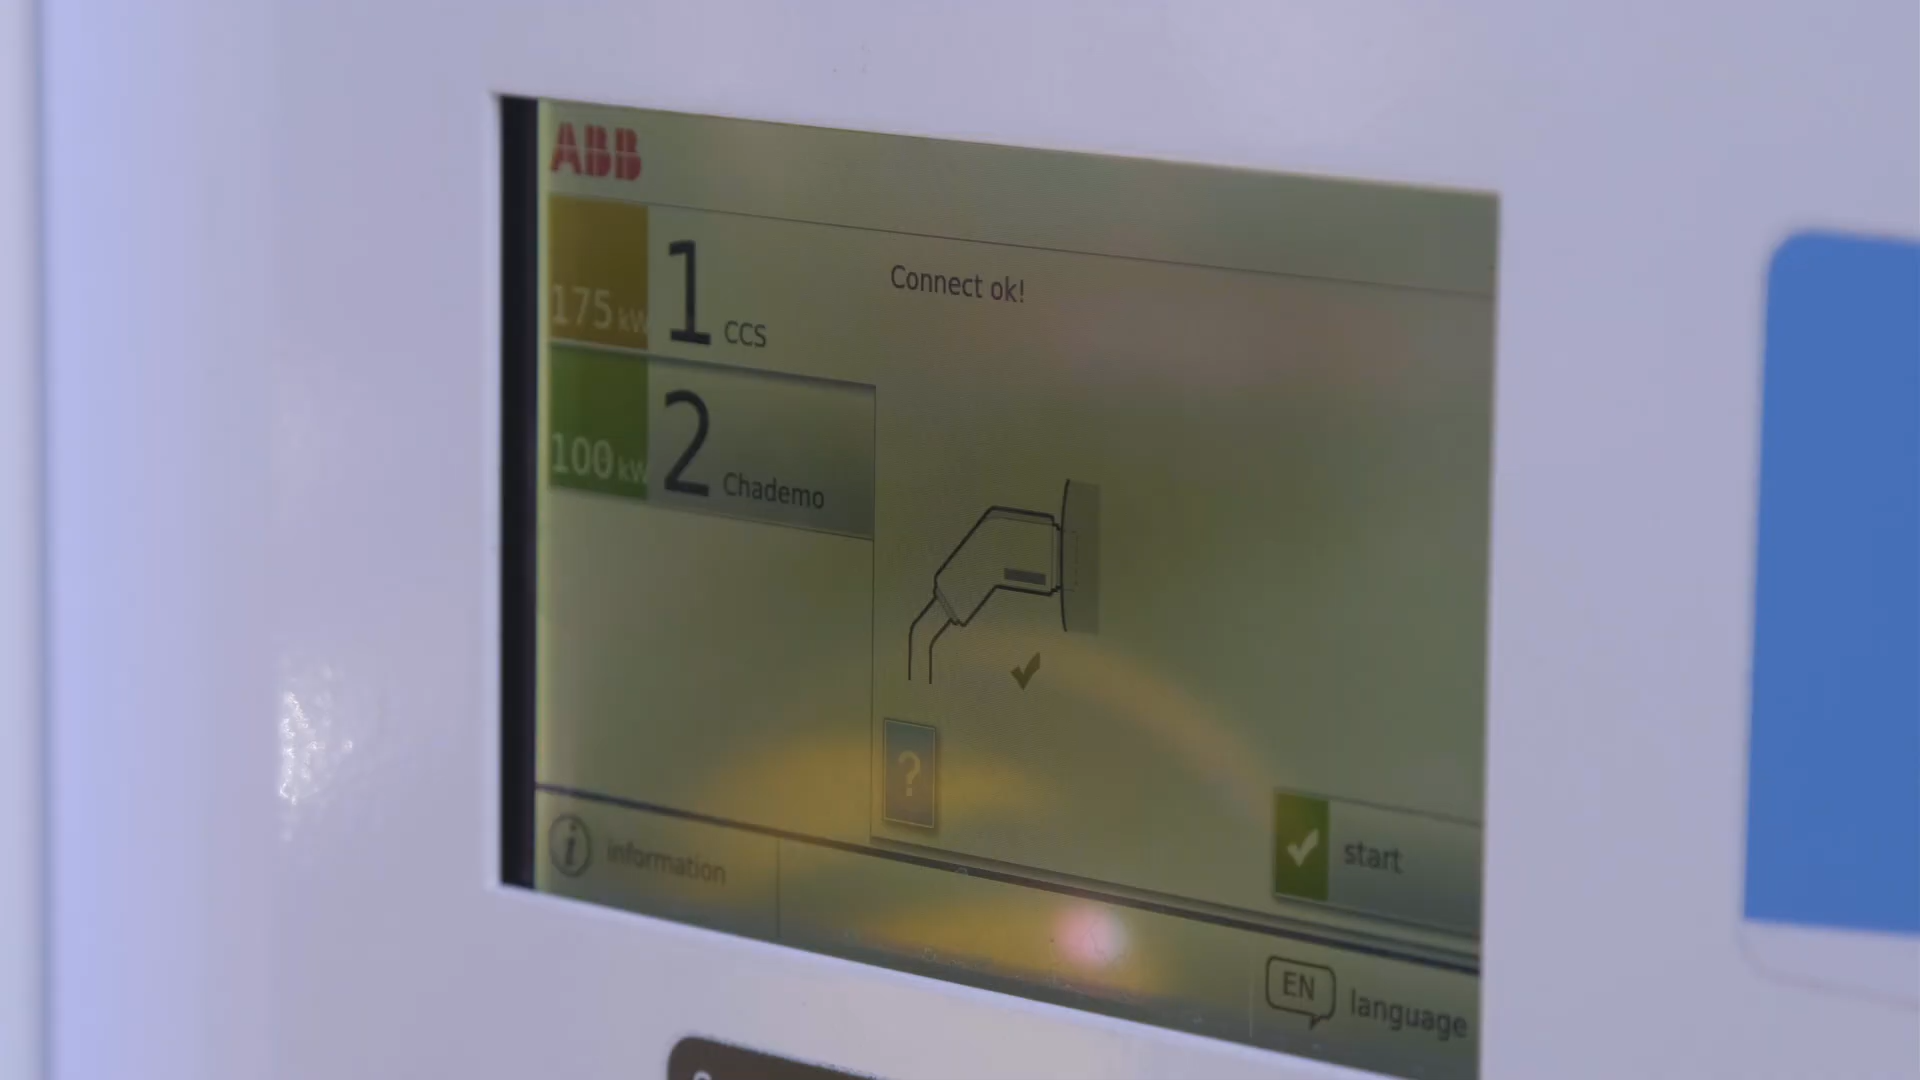 ABB
175 kW
1 CCS
Connect ok!
100 kW
2 Chademo
?
start
i information
EN language